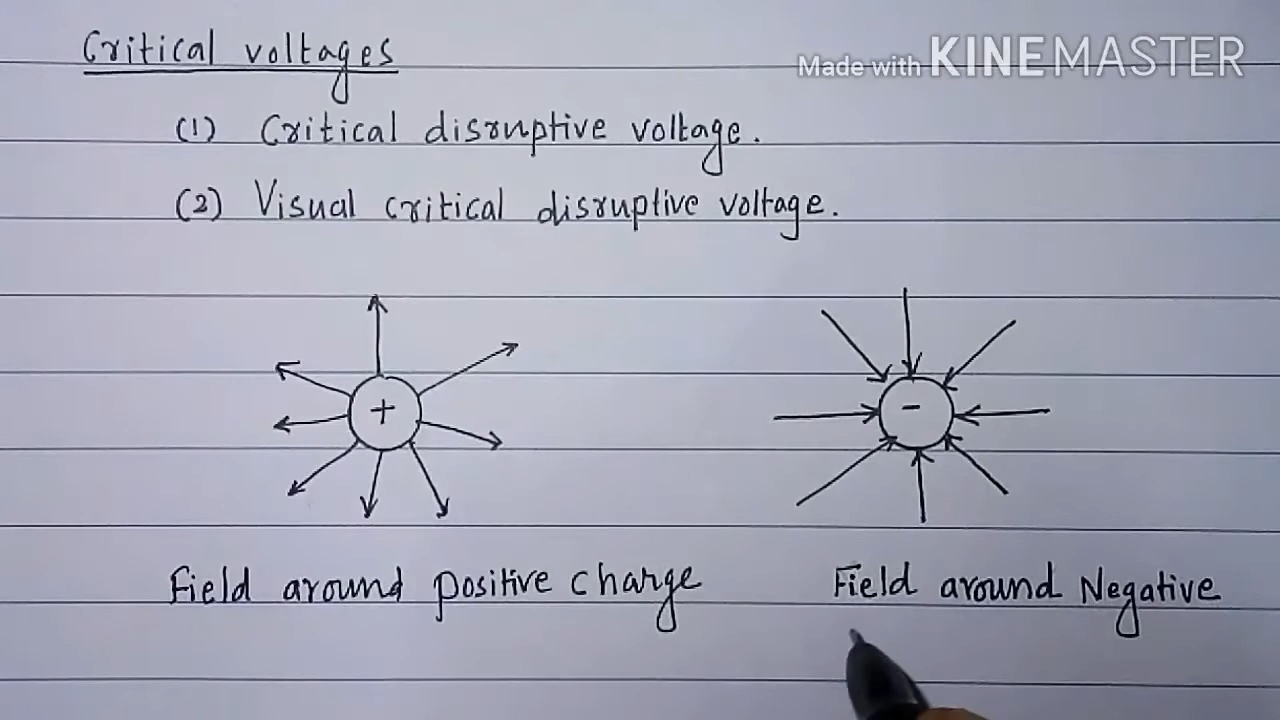 Critical voltages
Made with KINEMASTER
(1) Critical disruptive voltage.
(2) Visual critical disruptive voltage.
+
-
Field around positive charge
Field around Negative